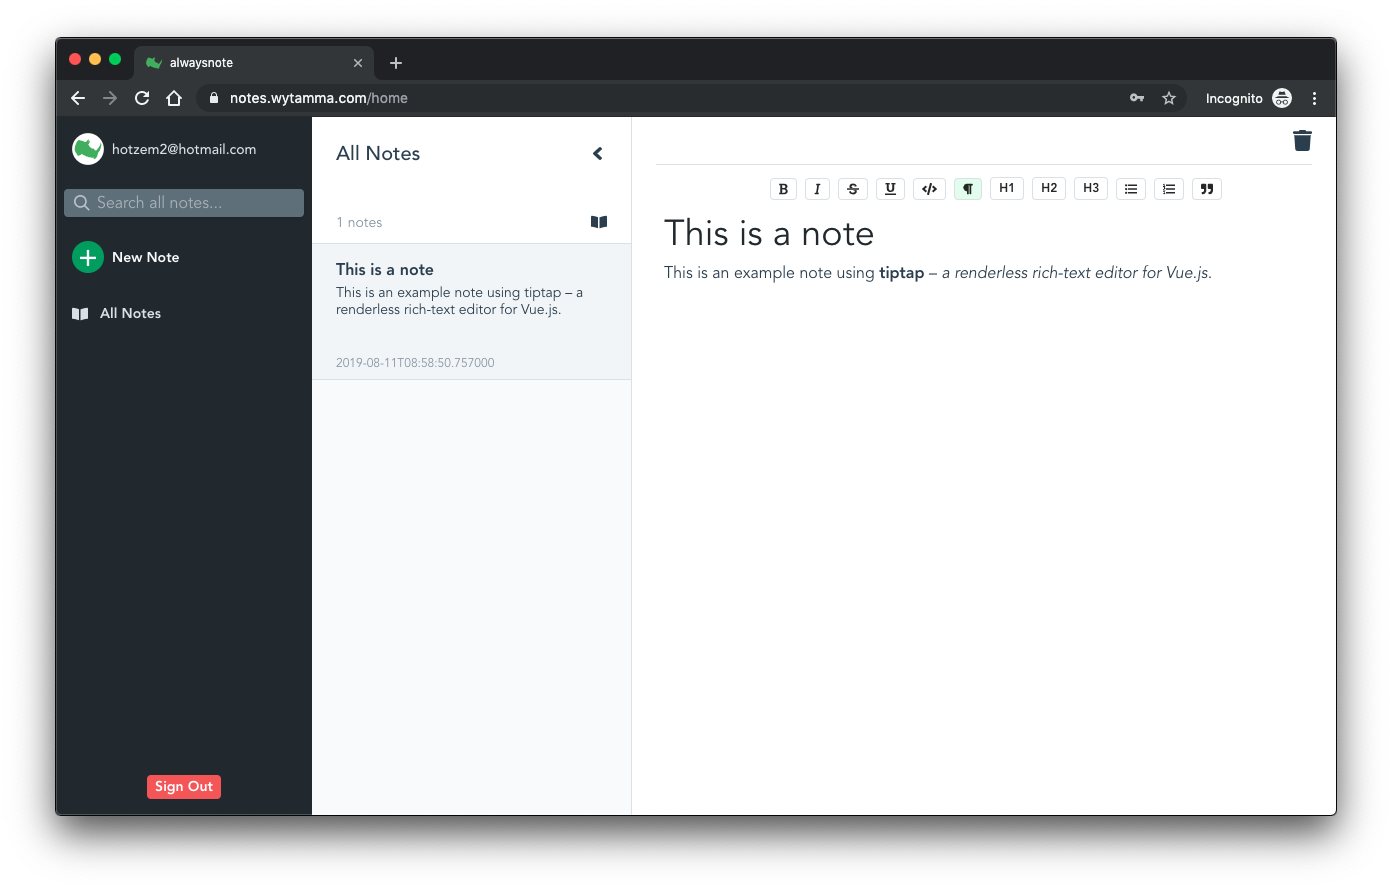 alwaysnote
notes.wytamma.com/home
Incognito
hotzem2@hotmail.com
Search all notes...
New Note
All Notes
Sign Out
All Notes
1 notes
This is a note
This is an example note using tiptap – a
renderless rich-text editor for Vue.js.
2019-08-11T08:58:50.757000
B I S U </> ¶ H1 H2 H3
This is a note
This is an example note using tiptap – a renderless rich-text editor for Vue.js.